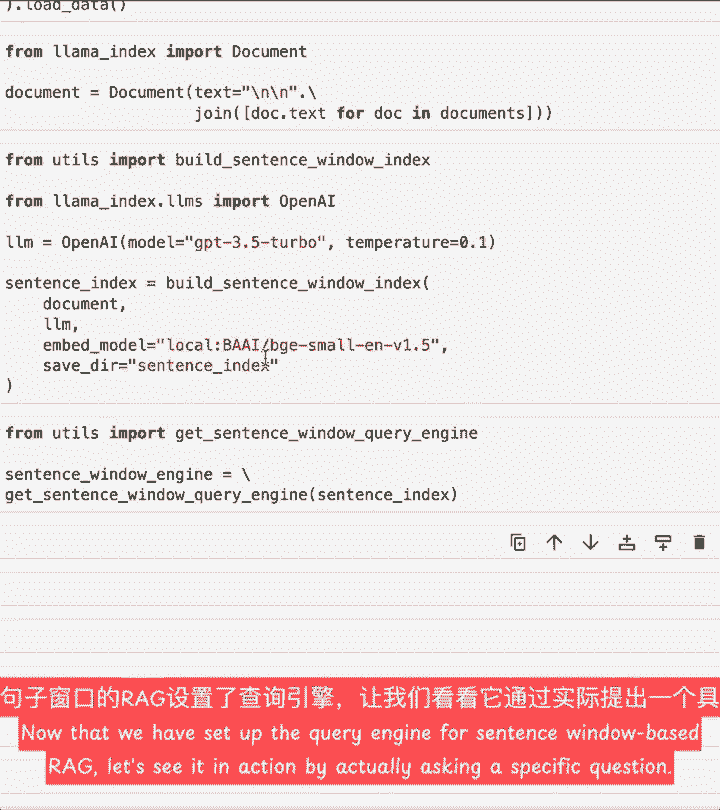 ).load_data()
from llama_index import Document
document = Document(text="\n\n".\
join([doc.text for doc in documents]))
from utils import build_sentence_window_index
from llama_index.llms import OpenAI
llm = OpenAI(model="gpt-3.5-turbo", temperature=0.1)
sentence_index = build_sentence_window_index(
document,
llm,
embed_model="local:BAAI/bge-small-en-v1.5",
save_dir="sentence_index"
)
from utils import get_sentence_window_query_engine
sentence_window_engine = \
get_sentence_window_query_engine(sentence_index)
句子窗口的RAG设置了查询引擎，让我们看看它通过实际提出一个具
Now that we have set up the query engine for sentence window-based
RAG, let's see it in action by actually asking a specific question.